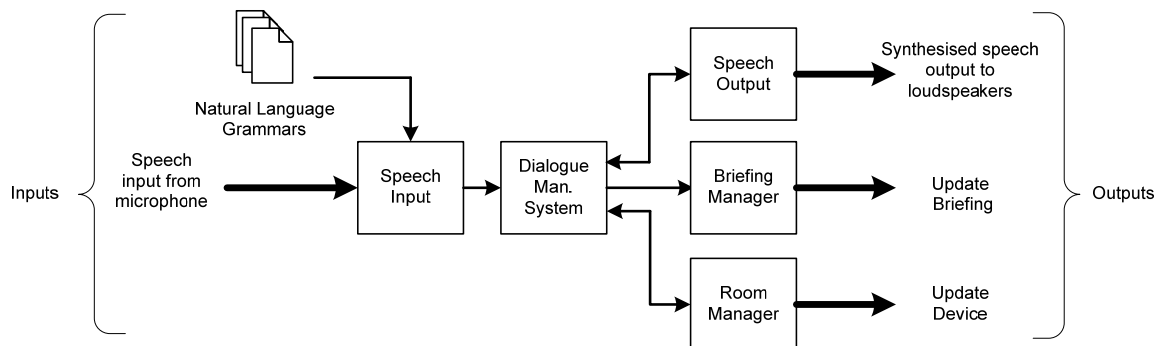 Inputs
Natural Language
Grammars
Speech
input from
microphone
Speech
Input
Dialogue
Man.
System
Speech
Output
Briefing
Manager
Room
Manager
Synthesised speech
output to
loudspeakers
Update
Briefing
Update
Device
Outputs